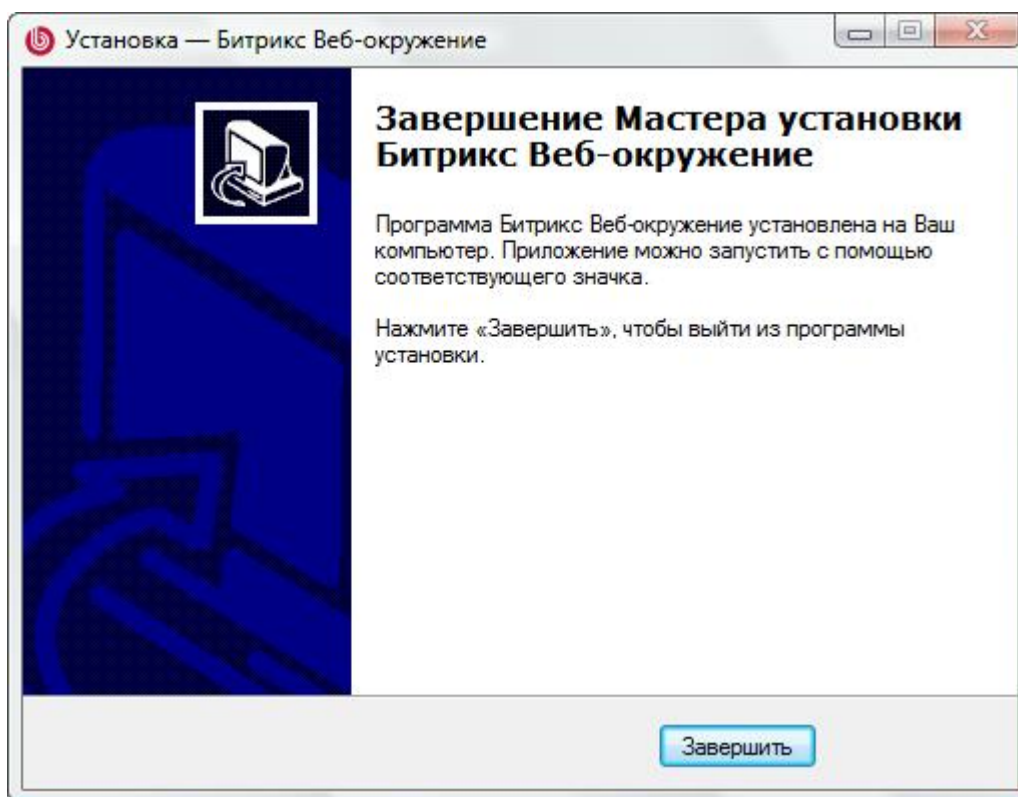 Установка — Битрикс Веб-окружение
Завершение Мастера установки
Битрикс Веб-окружение
Программа Битрикс Веб-окружение установлена на Ваш
компьютер. Приложение можно запустить с помощью
соответствующего значка.
Нажмите «Завершить», чтобы выйти из программы
установки.
Завершить